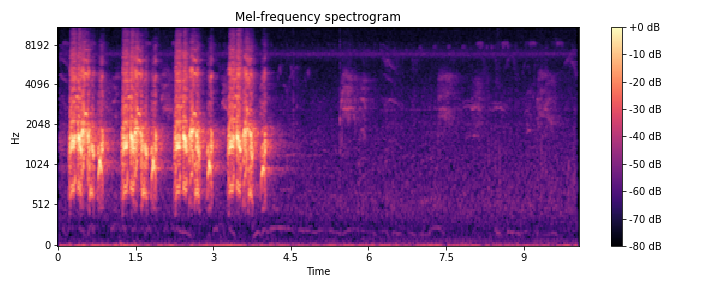 Mel-frequency spectrogram
8192
4096
2048
1024
512
0
Hz
0
1.5
3
4.5
6
7.5
9
Time
+0 dB
-10 dB
-20 dB
-30 dB
-40 dB
-50 dB
-60 dB
-70 dB
-80 dB